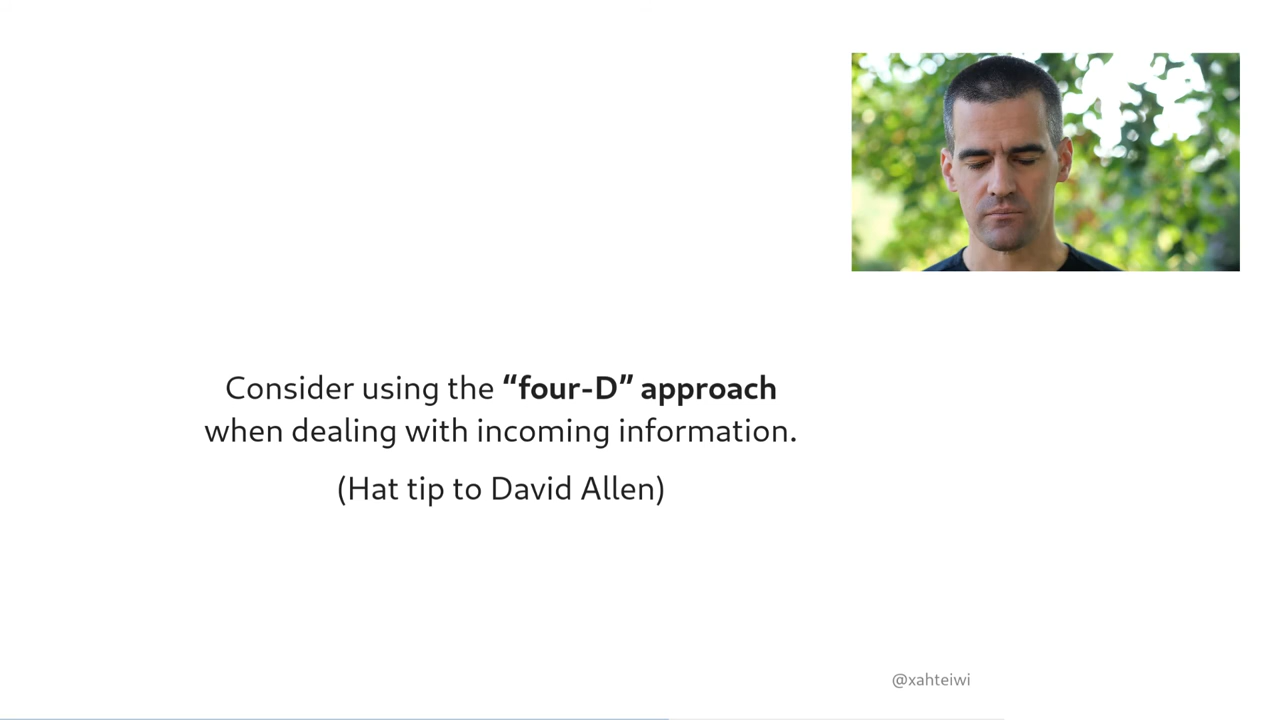 Consider using the “four-D” approach
when dealing with incoming information.
(Hat tip to David Allen)
@xahteiwi